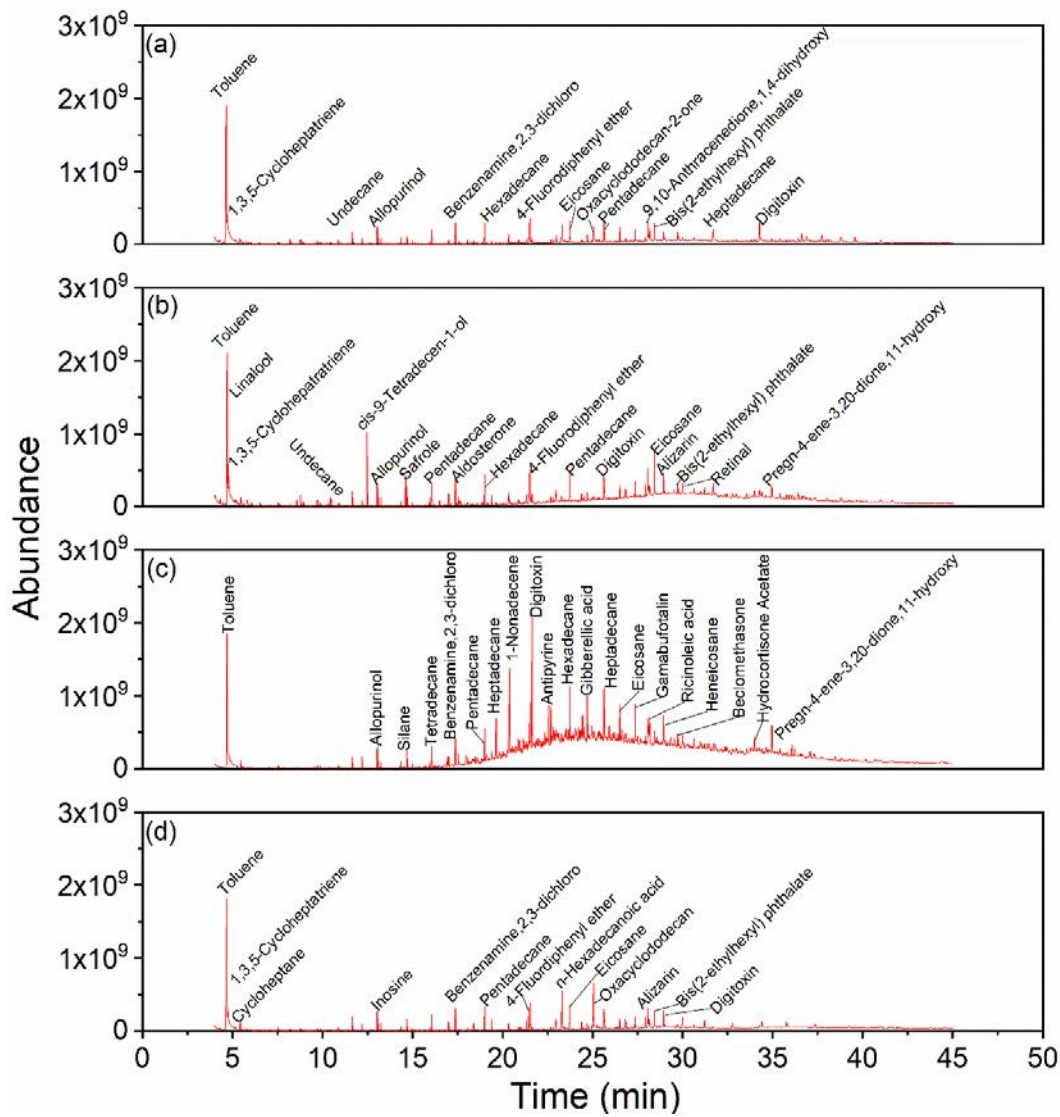 Abundance
3x10⁹
2x10⁹
1x10⁹
0
(a)
Toluene
1,3,5-Cycloheptatriene
Undecane
Allopurinol
Benzenamine,2,3-dichloro
Hexadecane
4-Fluorodiphenyl ether
Eicosane
Oxacyclododecan-2-one
Pentadecane
9,10-Anthracenedione,1,4-dihydroxy
Bis(2-ethylhexyl) phthalate
Heptadecane
Digitoxin
3x10⁹
2x10⁹
1x10⁹
0
(b)
Toluene
Linalool
1,3,5-Cyclohepafratriene
Undecane
cis-9-Tetradecen-1-ol
Allopurinol
Safrole
Pentadecane
Aldosterone
Hexadecane
4-Fluorodiphenyl ether
Pentadecane
Digitoxin
Eicosane
Alizarin
Bis(2-ethylhexyl) phthalate
Retinal
Pregn-4-ene-3,20-dione,11-hydroxy
3x10⁹
2x10⁹
1x10⁹
0
(c)
Toluene
Allopurinol
Silane
Tetradecane
Benzenamine,2,3-dichloro
Pentadecane
Heptadecane
1-Nonadecene
Digitoxin
Antipyrine
Hexadecane
Gibberellic acid
Heptadecane
Eicosane
Gamabufotalin
Ricinoleic acid
Heneicosane
Beclomethasone
Hydrocortisone Acetate
Pregn-4-ene-3,20-dione,11-hydroxy
3x10⁹
2x10⁹
1x10⁹
0
(d)
Toluene
1,3,5-Cycloheptatriene
Cycloheptane
Inosine
Benzenamine,2,3-dichloro
Pentadecane
4-Fluordiphenyl ether
n-Hexadecanoic acid
Eicosane
Oxacyclododecan
Alizarin
Bis(2-ethylhexyl) phthalate
Digitoxin
0 5 10 15 20 25 30 35 40 45 50
Time (min)